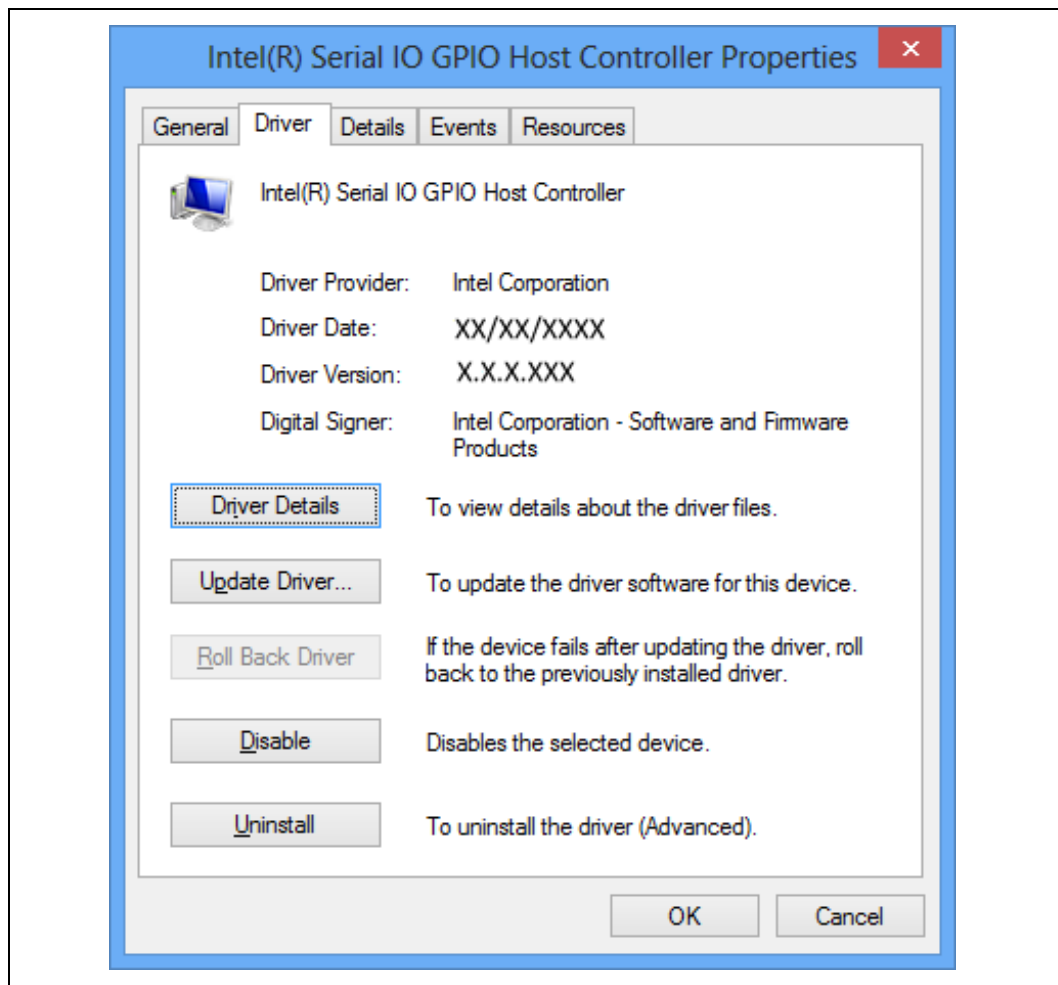 Intel(R) Serial IO GPIO Host Controller Properties
General Driver Details Events Resources
Intel(R) Serial IO GPIO Host Controller
Driver Provider: Intel Corporation
Driver Date: XX/XX/XXXX
Driver Version: X.X.X.XXX
Digital Signer: Intel Corporation - Software and Firmware
Products
Driver Details To view details about the driver files.
Update Driver... To update the driver software for this device.
Roll Back Driver If the device fails after updating the driver, roll
back to the previously installed driver.
Disable Disables the selected device.
Uninstall To uninstall the driver (Advanced).
OK Cancel